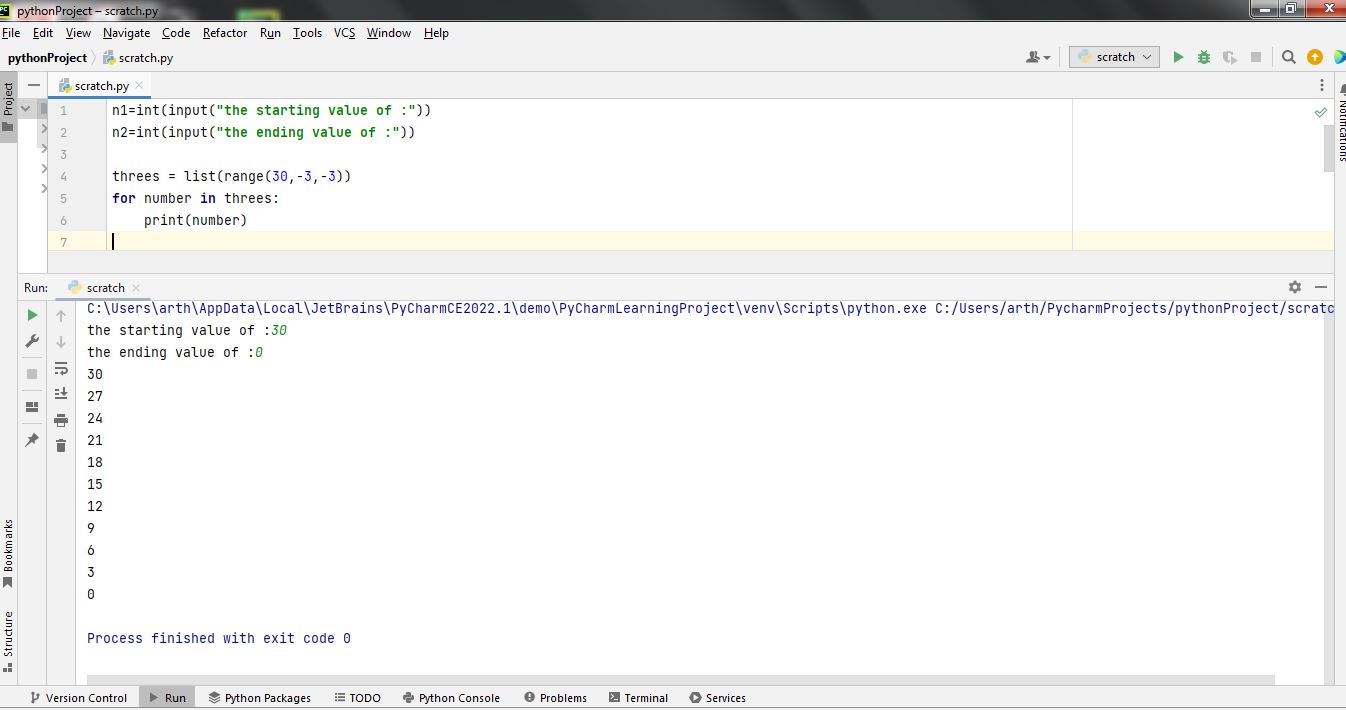 pythonProject – scratch.py
File Edit View Navigate Code Refactor Run Tools VCS Window Help
pythonProject scratch.py scratch
Project
scratch.py
Notifications
1 n1=int(input("the starting value of :"))
2 n2=int(input("the ending value of :"))
3
4 threes = list(range(30,-3,-3))
5 for number in threes:
6 print(number)
7
Run: scratch
C:\Users\arth\AppData\Local\JetBrains\PyCharmCE2022.1\demo\PyCharmLearningProject\venv\Scripts\python.exe C:/Users/arth/PycharmProjects/pythonProject/scratc
the starting value of :30
the ending value of :0
30
27
24
21
18
15
12
9
6
3
0
Process finished with exit code 0
Bookmarks
Structure
Version Control Run Python Packages TODO Python Console Problems Terminal Services